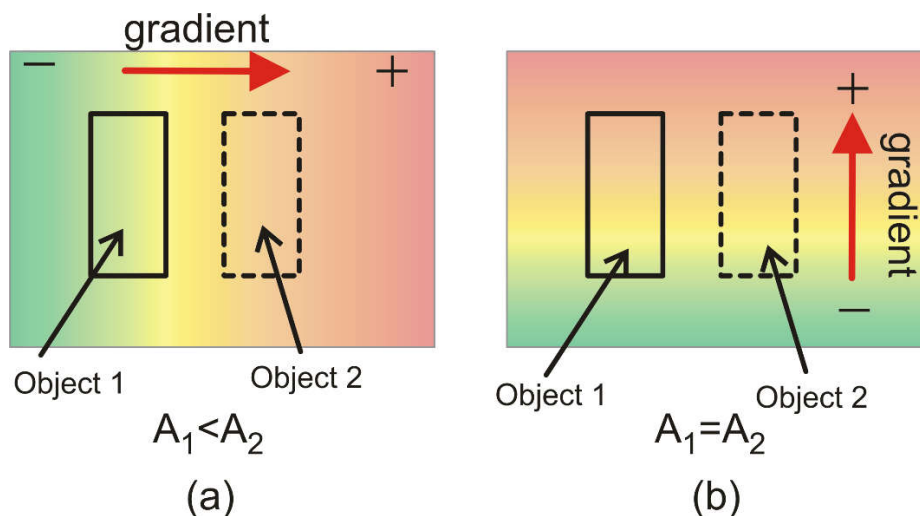 gradient
− +
Object 1
Object 2
A₁<A₂
(a)
+
gradient
−
Object 1
Object 2
A₁=A₂
(b)